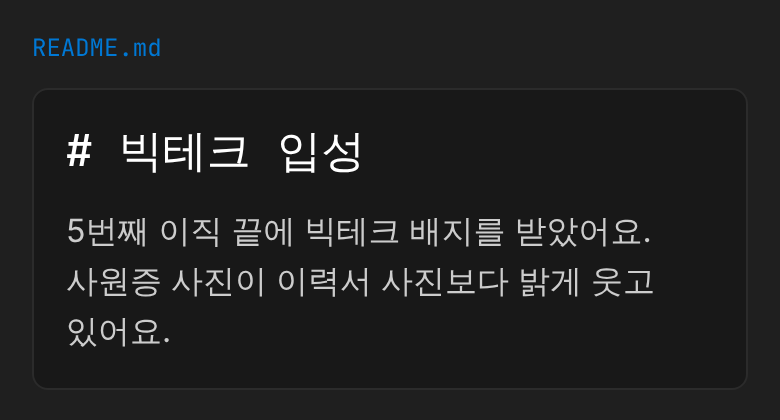 README.md
# 빅테크 입성
5번째 이직 끝에 빅테크 배지를 받았어요.
사원증 사진이 이력서 사진보다 밝게 웃고
있어요.